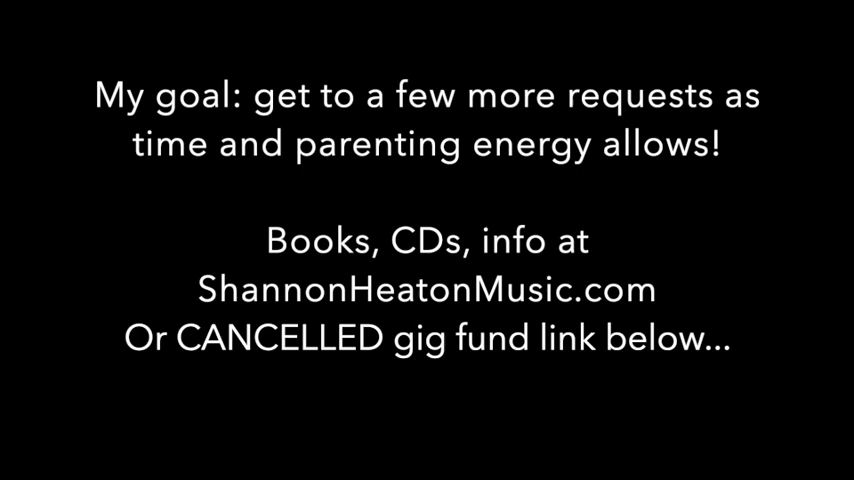 My goal: get to a few more requests as
time and parenting energy allows!
Books, CDs, info at
ShannonHeatonMusic.com
Or CANCELLED gig fund link below...